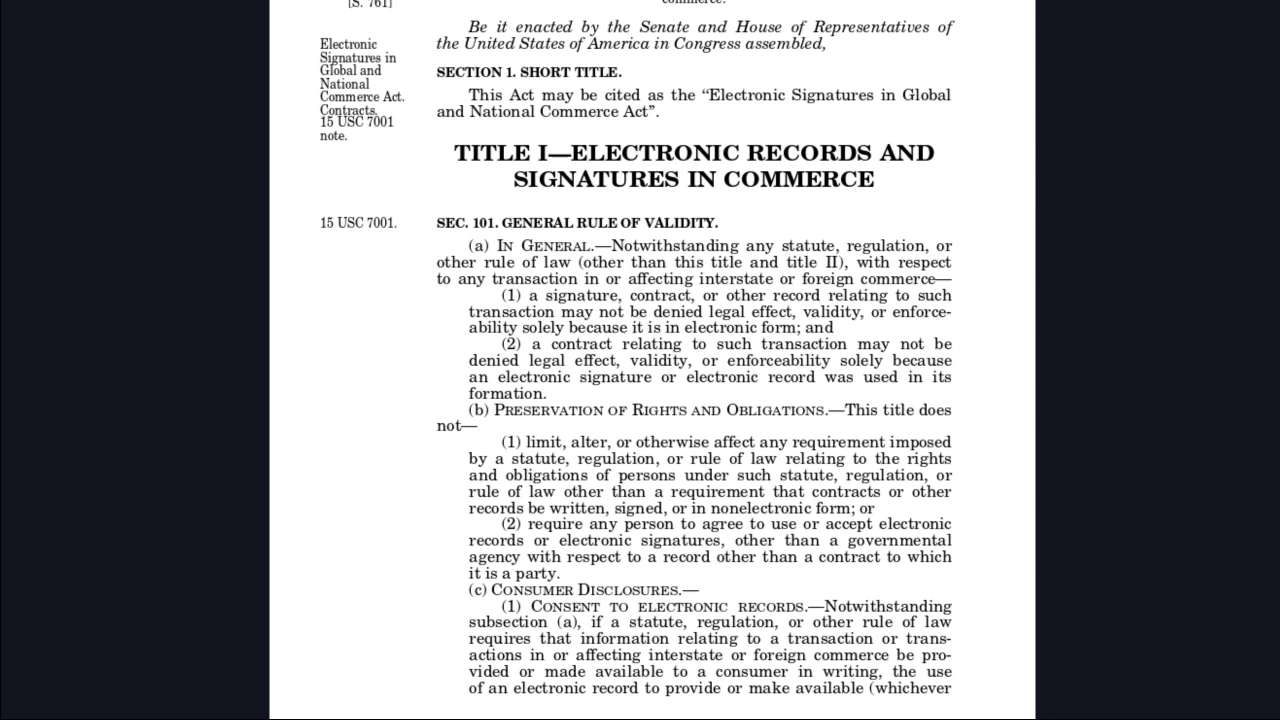 [S. 761]
commerce.
Be it enacted by the Senate and House of Representatives of
the United States of America in Congress assembled,
Electronic
Signatures in
Global and
National
Commerce Act.
Contracts.
15 USC 7001
note.
SECTION 1. SHORT TITLE.
This Act may be cited as the “Electronic Signatures in Global
and National Commerce Act”.
TITLE I—ELECTRONIC RECORDS AND
SIGNATURES IN COMMERCE
15 USC 7001.
SEC. 101. GENERAL RULE OF VALIDITY.
(a) IN GENERAL.—Notwithstanding any statute, regulation, or
other rule of law (other than this title and title II), with respect
to any transaction in or affecting interstate or foreign commerce—
(1) a signature, contract, or other record relating to such
transaction may not be denied legal effect, validity, or enforce-
ability solely because it is in electronic form; and
(2) a contract relating to such transaction may not be
denied legal effect, validity, or enforceability solely because
an electronic signature or electronic record was used in its
formation.
(b) PRESERVATION OF RIGHTS AND OBLIGATIONS.—This title does
not—
(1) limit, alter, or otherwise affect any requirement imposed
by a statute, regulation, or rule of law relating to the rights
and obligations of persons under such statute, regulation, or
rule of law other than a requirement that contracts or other
records be written, signed, or in nonelectronic form; or
(2) require any person to agree to use or accept electronic
records or electronic signatures, other than a governmental
agency with respect to a record other than a contract to which
it is a party.
(c) CONSUMER DISCLOSURES.—
(1) CONSENT TO ELECTRONIC RECORDS.—Notwithstanding
subsection (a), if a statute, regulation, or other rule of law
requires that information relating to a transaction or trans-
actions in or affecting interstate or foreign commerce be pro-
vided or made available to a consumer in writing, the use
of an electronic record to provide or make available (whichever